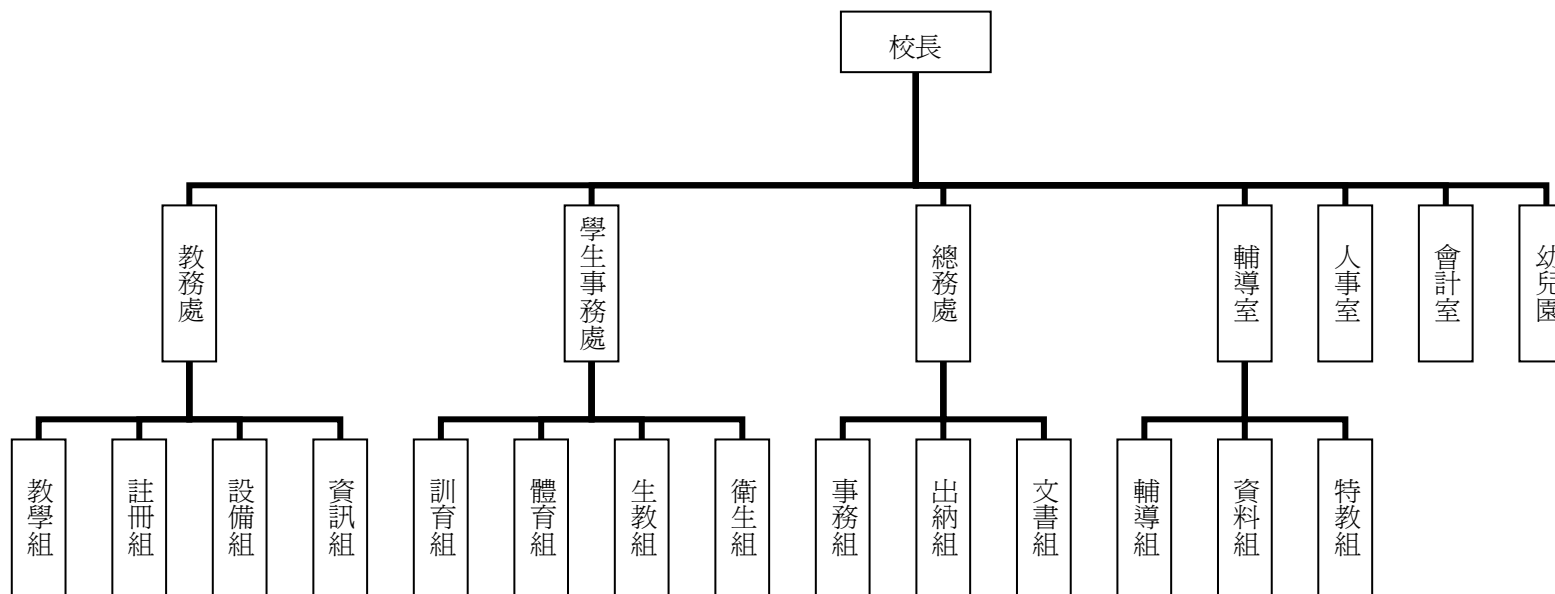 校長
教務處
學生事務處
總務處
輔導室
人事室
會計室
幼兒園
教學組
註冊組
設備組
資訊組
訓育組
體育組
生教組
衛生組
事務組
出納組
文書組
輔導組
資料組
特教組